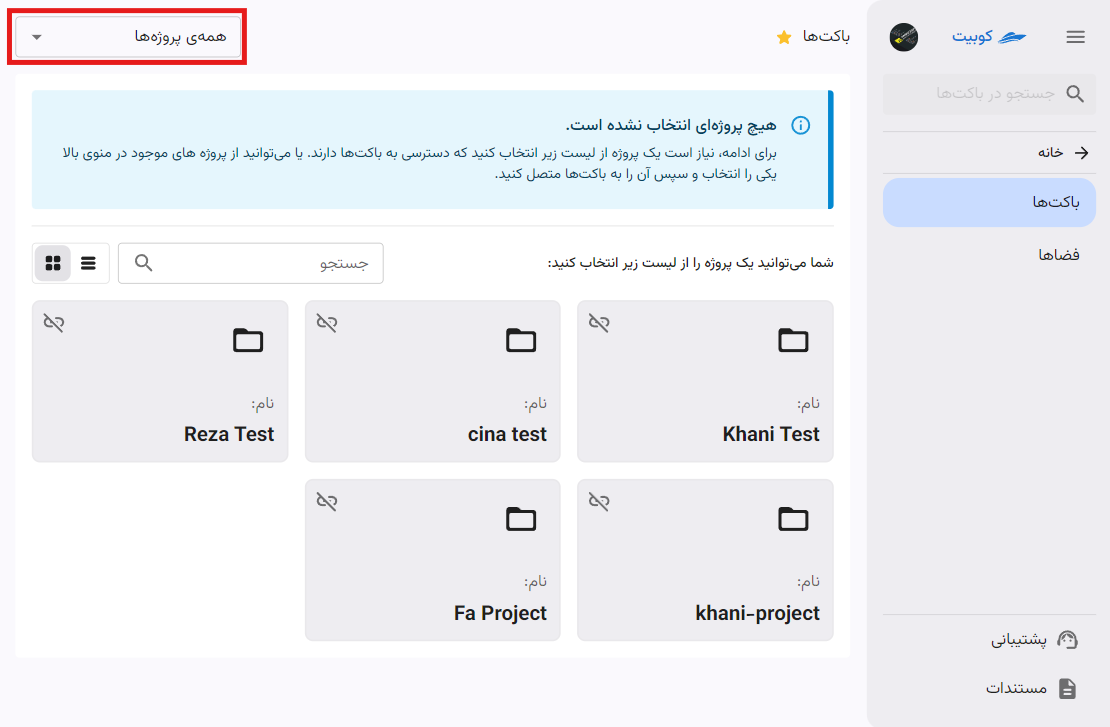 کوبیت
جستجو در باکت‌ها
خانه
باکت‌ها
فضاها
پشتیبانی
مستندات
باکت‌ها
همه‌ی پروژه‌ها
هیچ پروژه‌ای انتخاب نشده است.
برای ادامه، نیاز است یک پروژه از لیست زیر انتخاب کنید که دسترسی به باکت‌ها دارند. یا می‌توانید از پروژه های موجود در منوی بالا
یکی را انتخاب و سپس آن را به باکت‌ها متصل کنید.
شما می‌توانید یک پروژه را از لیست زیر انتخاب کنید:
جستجو
نام:
Khani Test
نام:
cina test
نام:
Reza Test
نام:
khani-project
نام:
Fa Project